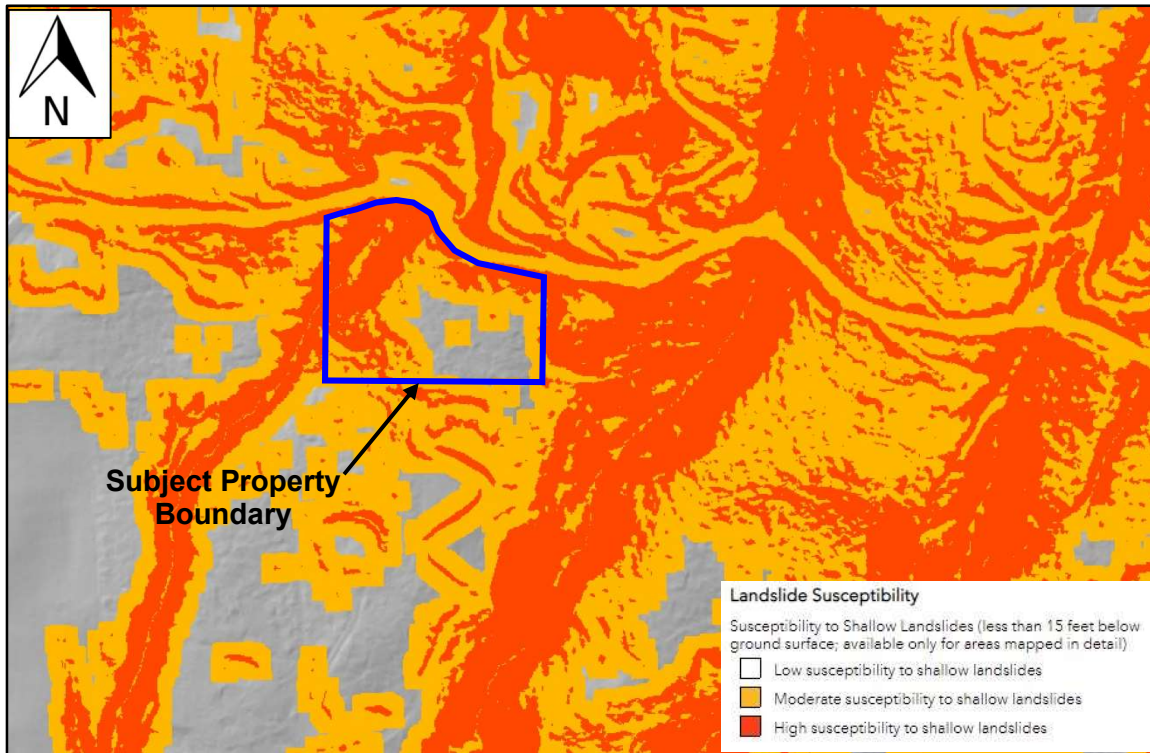 N
Subject Property
Boundary
Landslide Susceptibility
Susceptibility to Shallow Landslides (less than 15 feet below
ground surface; available only for areas mapped in detail)
Low susceptibility to shallow landslides
Moderate susceptibility to shallow landslides
High susceptibility to shallow landslides